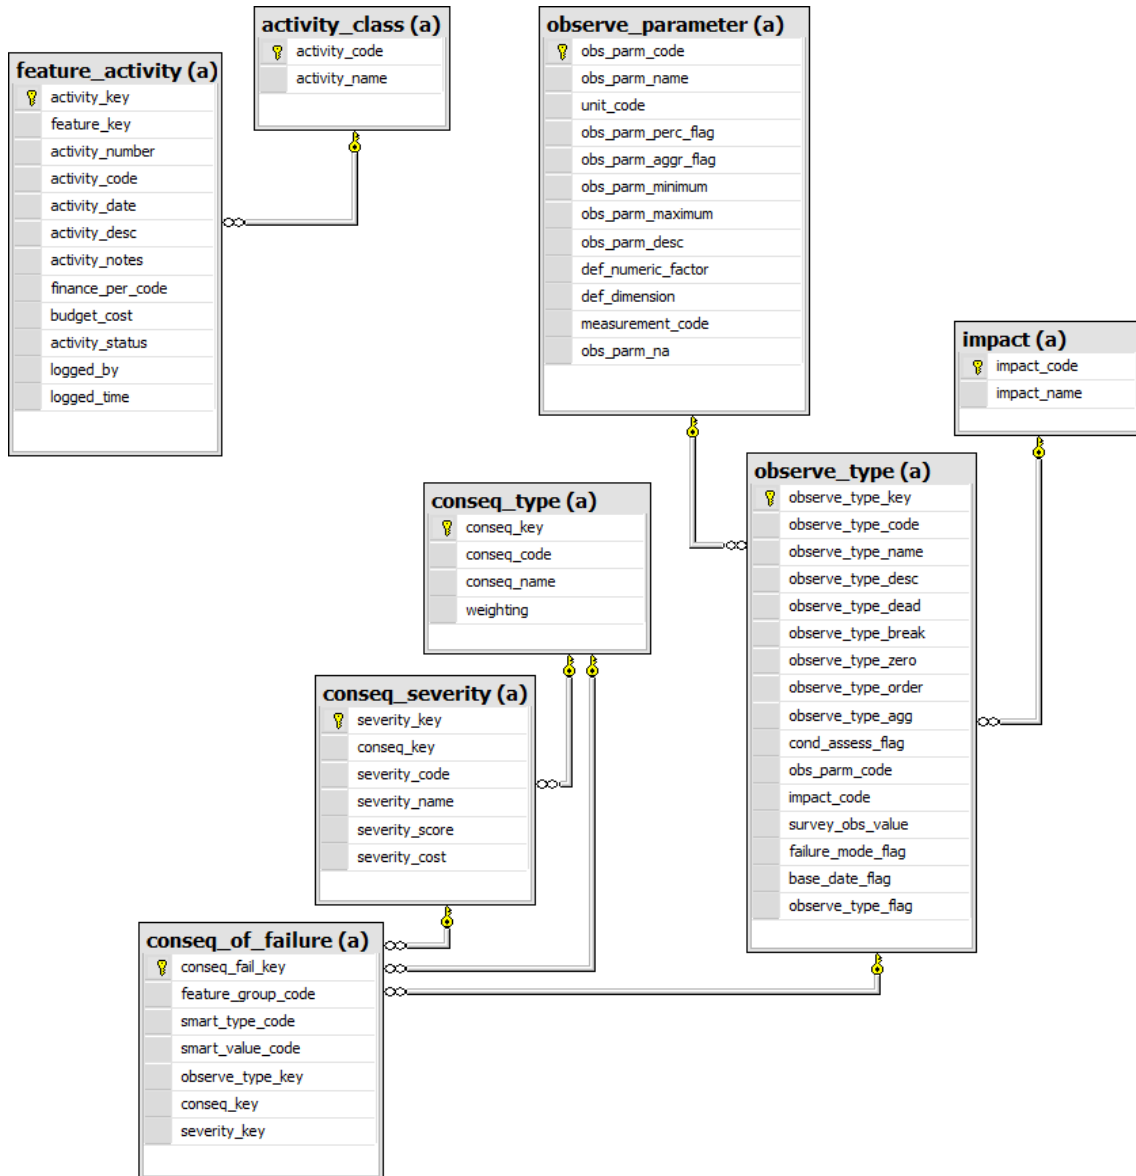 activity_class (a)
activity_code
activity_name
feature_activity (a)
activity_key
feature_key
activity_number
activity_code
activity_date
activity_desc
activity_notes
finance_per_code
budget_cost
activity_status
logged_by
logged_time
observe_parameter (a)
obs_parm_code
obs_parm_name
unit_code
obs_parm_perc_flag
obs_parm_aggr_flag
obs_parm_minimum
obs_parm_maximum
obs_parm_desc
def_numeric_factor
def_dimension
measurement_code
obs_parm_na
impact (a)
impact_code
impact_name
observe_type (a)
observe_type_key
observe_type_code
observe_type_name
observe_type_desc
observe_type_dead
observe_type_break
observe_type_zero
observe_type_order
observe_type_agg
cond_assess_flag
obs_parm_code
impact_code
survey_obs_value
failure_mode_flag
base_date_flag
observe_type_flag
conseq_type (a)
conseq_key
conseq_code
conseq_name
weighting
conseq_severity (a)
severity_key
conseq_key
severity_code
severity_name
severity_score
severity_cost
conseq_of_failure (a)
conseq_fail_key
feature_group_code
smart_type_code
smart_value_code
observe_type_key
conseq_key
severity_key